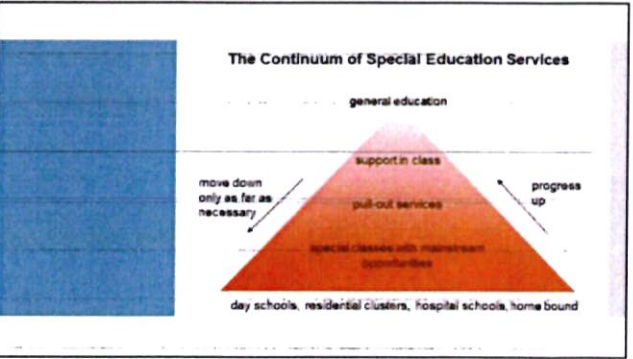 The Continuum of Special Education Services
general education
support in class
move down
only as far as
necessary
progress
up
pull-out services
special classes with mainstream
opportunities
day schools, residential clusters, hospital schools, home bound